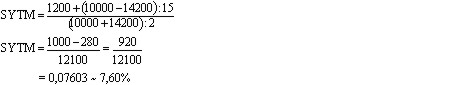 SYTM = 1200+(10000−14200):15 / (10000+14200):2
SYTM = 1000−280 / 12100 = 920 / 12100
= 0,07603 ~ 7,60%